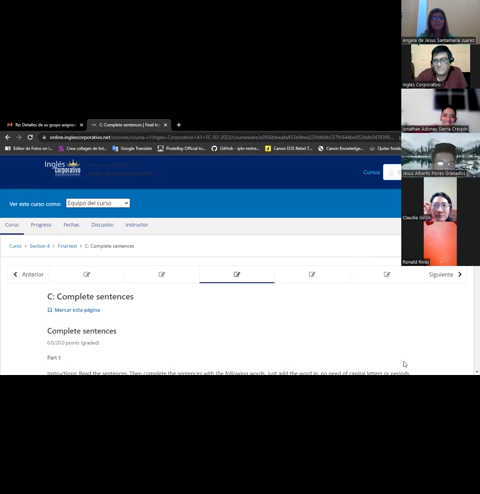 Angela de Jesus Santamaria Juarez
Ingles Corporativo
Jonathan Adonay Sierra Crespin
Jesus Alberto Flores Granados
Claudia Girón
Ronald Rivas
Re: Detalles de su grupo asignad
C: Complete sentences | Final t
Editor de Fotos en l...
Crea collages de fot...
Google Translate
PirateBay Official to...
GitHub - iptv-restre...
Canon EOS Rebel T...
Canon Knowledge...
Quitar fondo
Inglés
Corporativo
Cursos
Ver este curso como:
Equipo del curso
Curso
Progreso
Fechas
Discusión
Instructor
Curso > Section 4 > Final test > C: Complete sentences
Anterior
Siguiente
C: Complete sentences
Marcar esta página
Complete sentences
0.0/20.0 points (graded)
Part 1:
Instructions: Read the sentences. Then complete the sentences with the following words. Just add the word in, no need of capital letters or periods.